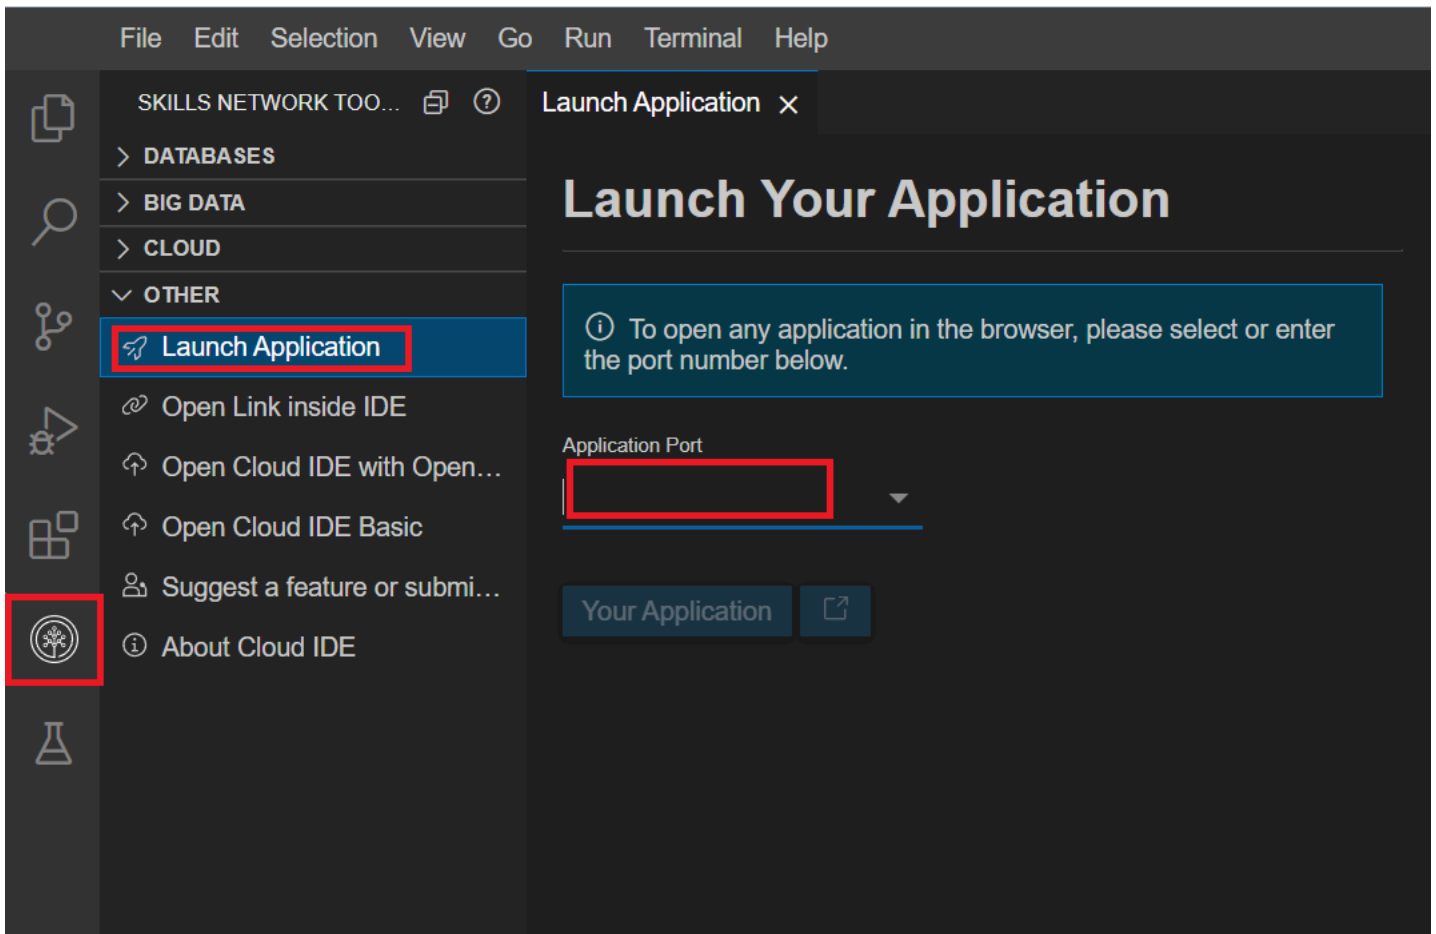 File Edit Selection View Go Run Terminal Help
SKILLS NETWORK TOO...
DATABASES
BIG DATA
CLOUD
OTHER
Launch Application
Open Link inside IDE
Open Cloud IDE with Open...
Open Cloud IDE Basic
Suggest a feature or submi...
About Cloud IDE
Launch Application
Launch Your Application
To open any application in the browser, please select or enter
the port number below.
Application Port
Your Application